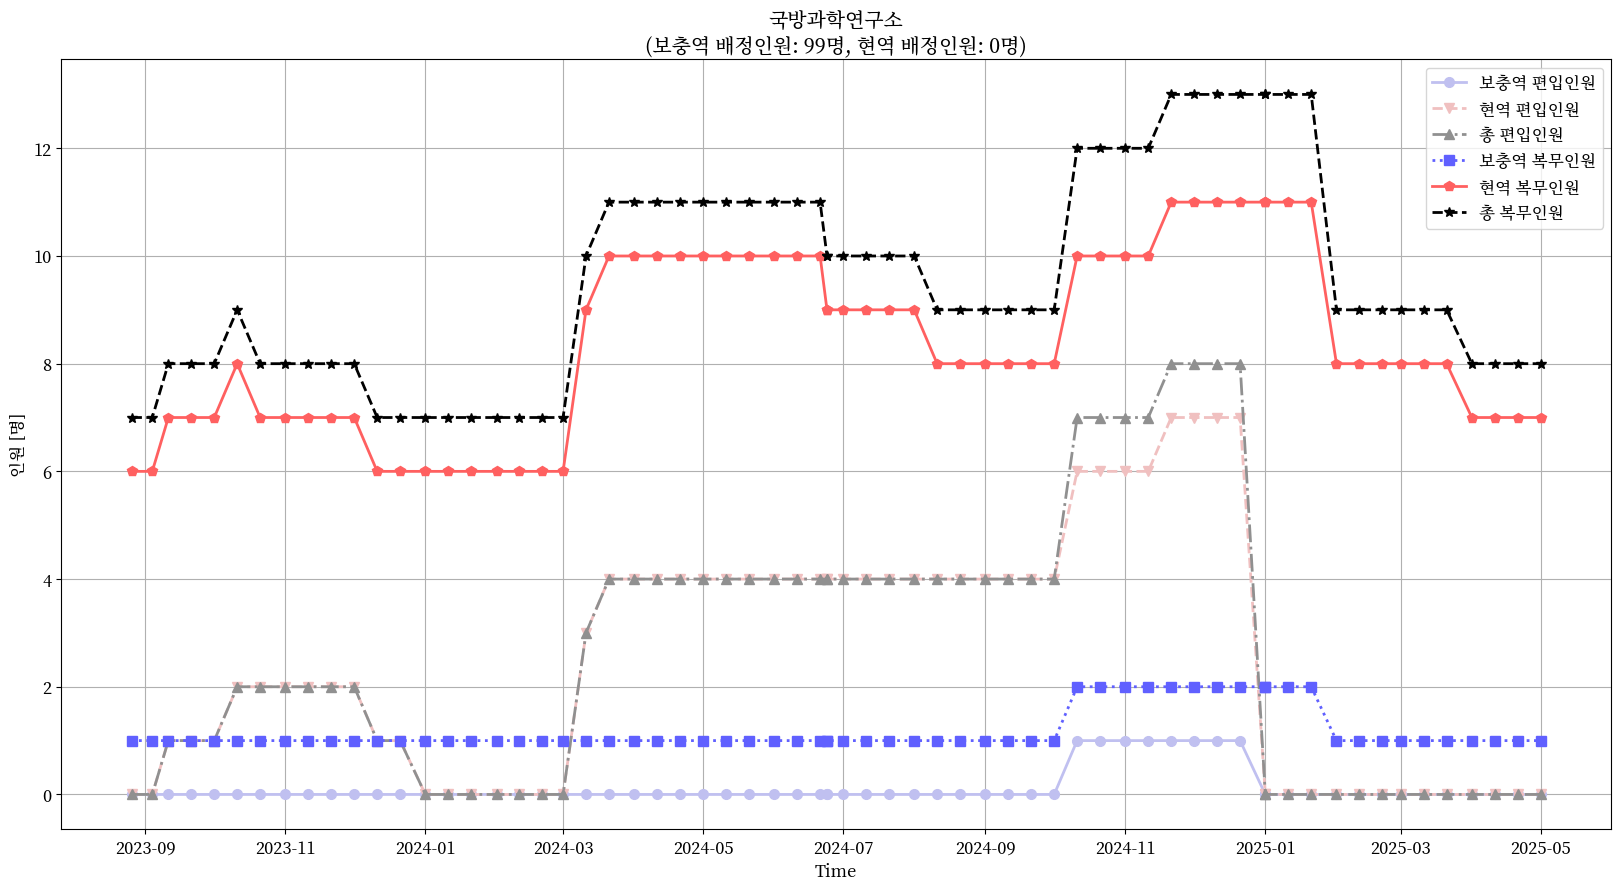 국방과학연구소
(보충역 배정인원: 99명, 현역 배정인원: 0명)
보충역 편입인원
현역 편입인원
총 편입인원
보충역 복무인원
현역 복무인원
총 복무인원
인원 [명]
12
10
8
6
4
2
0
2023-09 2023-11 2024-01 2024-03 2024-05 2024-07 2024-09 2024-11 2025-01 2025-03 2025-05
Time